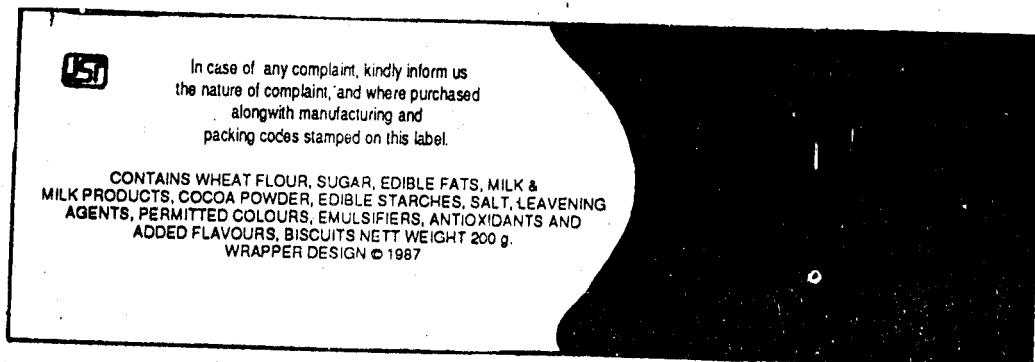 ISI
In case of any complaint, kindly inform us
the nature of complaint, and where purchased
alongwith manufacturing and
packing codes stamped on this label.
CONTAINS WHEAT FLOUR, SUGAR, EDIBLE FATS, MILK &
MILK PRODUCTS, COCOA POWDER, EDIBLE STARCHES, SALT, LEAVENING
AGENTS, PERMITTED COLOURS, EMULSIFIERS, ANTIOXIDANTS AND
ADDED FLAVOURS, BISCUITS NETT WEIGHT 200 g.
WRAPPER DESIGN © 1987